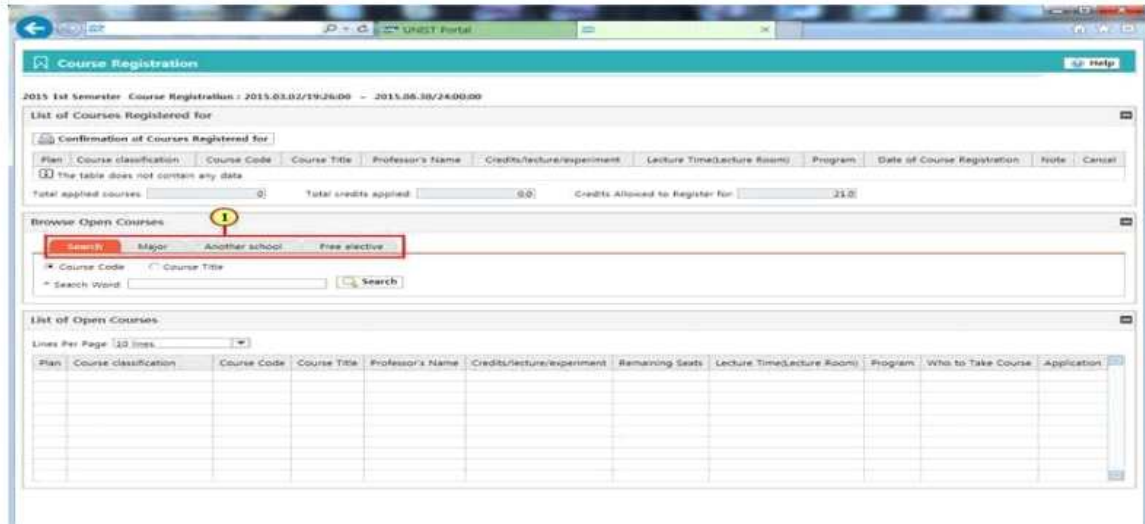 UNIST Portal
Course Registration
Help
2015 1st Semester Course Registration : 2015.03.02/19:26:00 ~ 2015.08.30/24:00:00
List of Courses Registered for
Confirmation of Courses Registered for
Plan Course classification Course Code Course Title Professor's Name Credits/lecture/experiment Lecture Time(Lecture Room) Program Date of Course Registration Note Cancel
The table does not contain any data
Total applied courses 0 Total credits applied 0.0 Credits Allowed to Register for 21.0
1
Browse Open Courses
Search Major Another school Free elective
Course Code Course Title
* Search Word Search
List of Open Courses
Lines Per Page 10 lines
Plan Course classification Course Code Course Title Professor's Name Credits/lecture/experiment Remaining Seats Lecture Time(Lecture Room) Program Who to Take Course Application